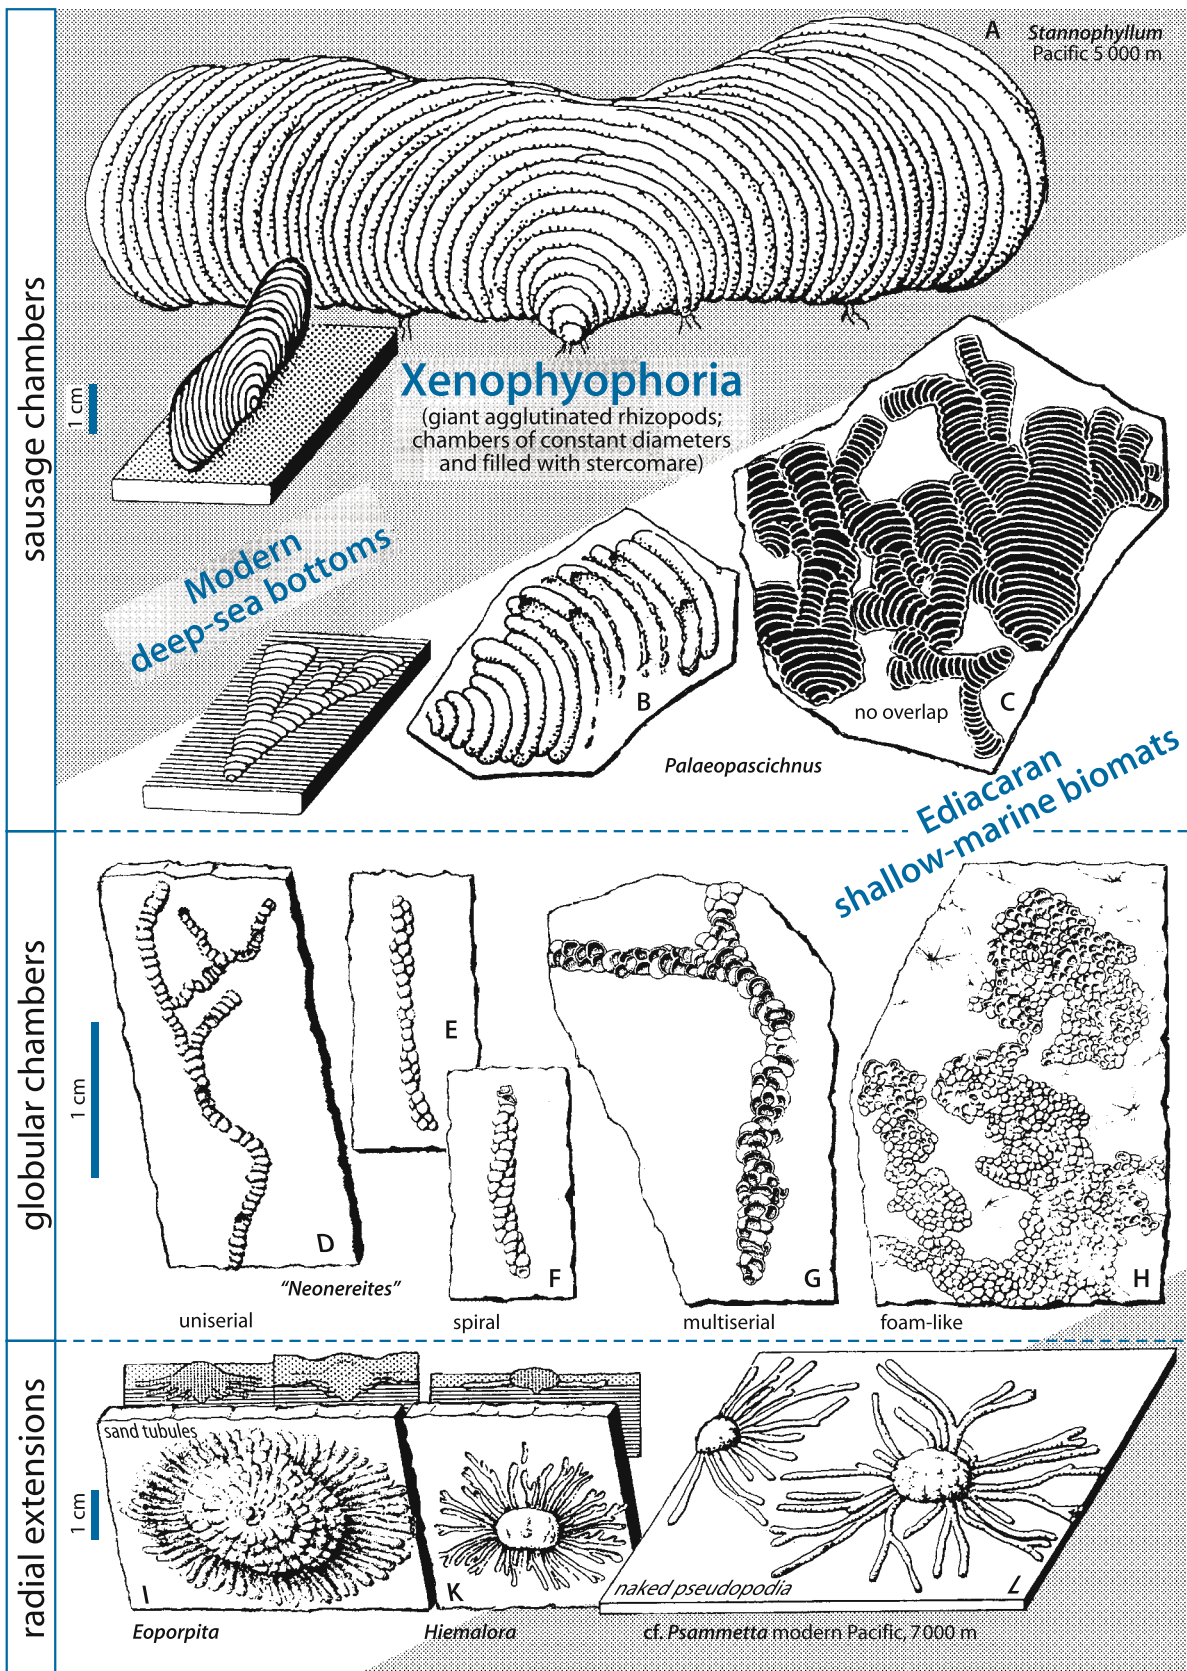 A Stannophyllum
Pacific 5 000 m
sausage chambers
1 cm
Xenophyophoria
(giant agglutinated rhizopods;
chambers of constant diameters
and filled with stercomare)
Modern
deep-sea bottoms
B
C
no overlap
Palaeopascichnus
Ediacaran
shallow-marine biomats
globular chambers
1 cm
D
E
F
G
H
"Neonereites"
uniserial
spiral
multiserial
foam-like
radial extensions
1 cm
sand tubules
I
K
L
naked pseudopodia
Eoporpita
Hiemalora
cf. Psammetta modern Pacific, 7 000 m